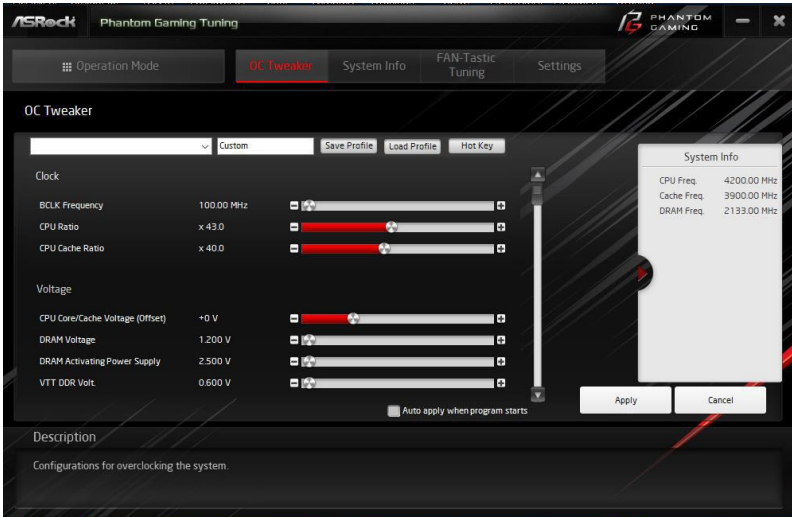 ASRock Phantom Gaming Tuning PHANTOM GAMING
Operation Mode OC Tweaker System Info FAN-Tastic Tuning Settings
OC Tweaker
Custom Save Profile Load Profile Hot Key
System Info
Clock
CPU Freq. 4200.00 MHz
Cache Freq. 3900.00 MHz
DRAM Freq. 2133.00 MHz
BCLK Frequency 100.00 MHz
CPU Ratio x 43.0
CPU Cache Ratio x 40.0
Voltage
CPU Core/Cache Voltage (Offset) +0 V
DRAM Voltage 1.200 V
DRAM Activating Power Supply 2.500 V
VTT DDR Volt. 0.600 V
Apply Cancel
Auto apply when program starts
Description
Configurations for overclocking the system.